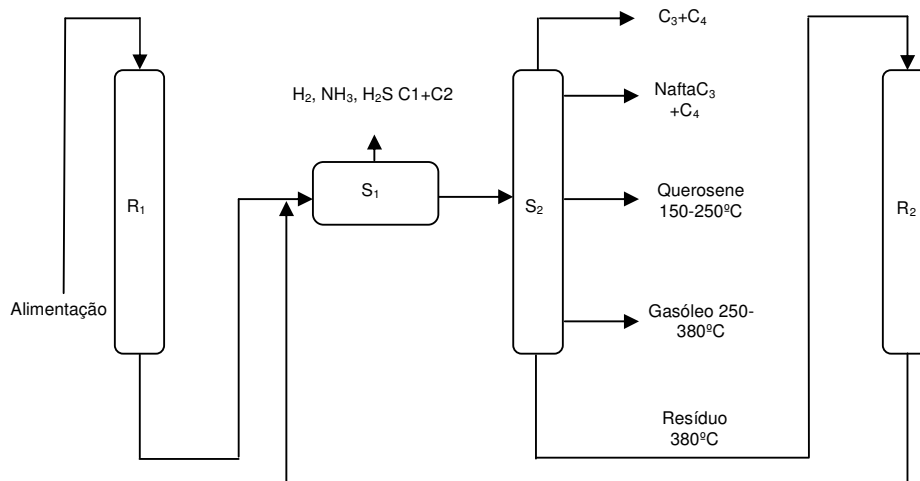 C₃+C₄
H₂, NH₃, H₂S C1+C2
NaftaC₃
+C₄
R₁
S₁
S₂
Querosene
150-250ºC
R₂
Alimentação
Gasóleo 250-
380ºC
Resíduo
380ºC